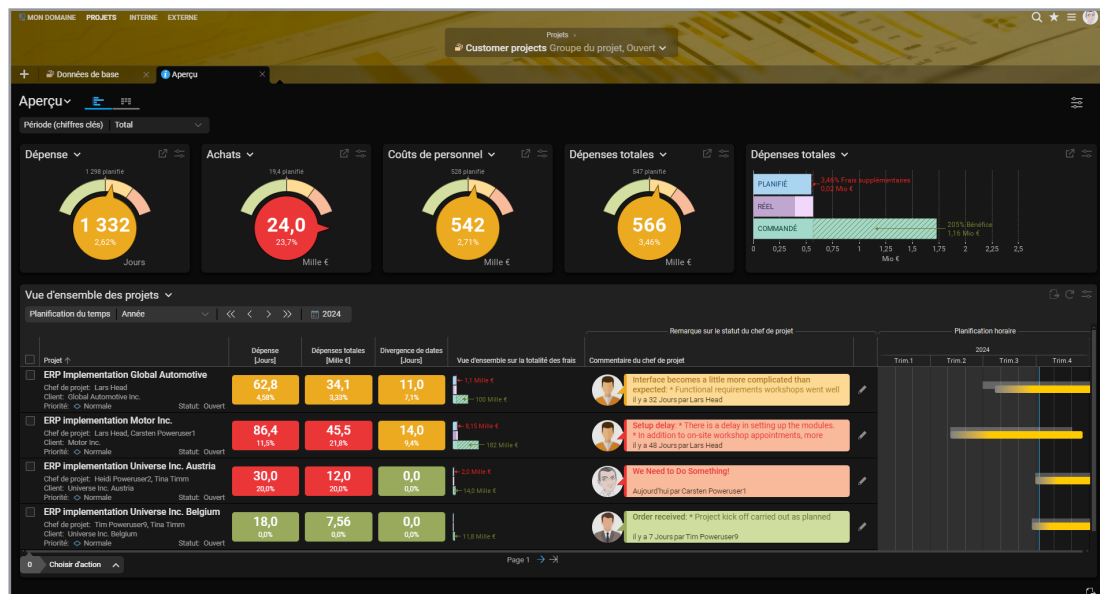 MON DOMAINE PROJETS INTERNE EXTERNE
Projets
Customer projects Groupe du projet, Ouvert
Données de base
Aperçu
Aperçu
Période (chiffres clés) Total
Dépense
1 298 planifié
1 332
2,62%
Jours
Achats
19,4 planifié
24,0
23,7%
Mille €
Coûts de personnel
528 planifié
542
2,71%
Mille €
Dépenses totales
547 planifié
566
3,46%
Mille €
Dépenses totales
PLANIFIÉ
3,46% Frais supplémentaires
0,02 Mio €
RÉEL
COMMANDÉ
205% Bénéfice
1,16 Mio €
0 0,25 0,5 0,75 1 1,25 1,5 1,75 2 2,25 2,5
Mio €
Vue d'ensemble des projets
Planification du temps Année 2024
Remarque sur le statut du chef de projet
Planification horaire
Projet
Dépense
[Jours]
Dépenses totales
[Mille €]
Divergence de dates
[Jours]
Vue d'ensemble sur la totalité des frais
Commentaire du chef de projet
2024
Trim.1 Trim.2 Trim.3 Trim.4
ERP Implementation Global Automotive
Chef de projet: Lars Head
Client: Global Automotive Inc.
Priorité: Normale Statut: Ouvert
62,8
4,58%
34,1
3,33%
11,0
7,1%
1,1 Mille €
100 Mille €
Interface becomes a little more complicated than
expected: * Functional requirements workshops went well
il y a 32 Jours par Lars Head
ERP implementation Motor Inc.
Chef de projet: Lars Head, Carsten Poweruser1
Client: Motor Inc.
Priorité: Normale Statut: Ouvert
86,4
11,5%
45,5
21,8%
14,0
9,4%
8,15 Mille €
182 Mille €
Setup delay: * There is a delay in setting up the modules.
* In addition to on-site workshop appointments, more
il y a 48 Jours par Lars Head
ERP implementation Universe Inc. Austria
Chef de projet: Heidi Poweruser2, Tina Timm
Client: Universe Inc. Austria
Priorité: Normale Statut: Ouvert
30,0
20,0%
12,0
20,0%
0,0
0,0%
2,0 Mille €
14,0 Mille €
We Need to Do Something!
Aujourd'hui par Carsten Poweruser1
ERP implementation Universe Inc. Belgium
Chef de projet: Tim Poweruser9, Tina Timm
Client: Universe Inc. Belgium
Priorité: Normale Statut: Ouvert
18,0
0,0%
7,56
0,0%
0,0
0,0%
11,8 Mille €
Order received: * Project kick off carried out as planned
il y a 7 Jours par Tim Poweruser9
0 Choisir d'action
Page 1